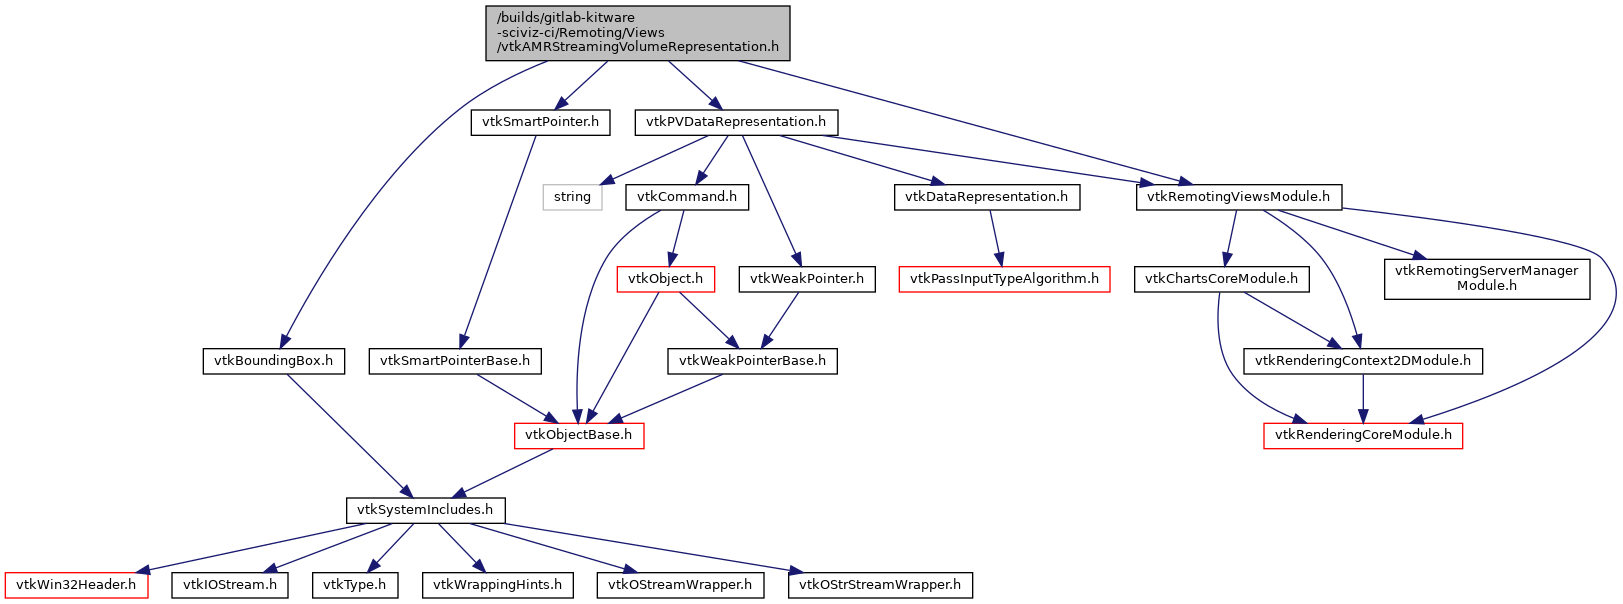 /builds/gitlab-kitware
-sciviz-ci/Remoting/Views
/vtkAMRStreamingVolumeRepresentation.h
vtkSmartPointer.h
vtkPVDataRepresentation.h
string
vtkCommand.h
vtkDataRepresentation.h
vtkRemotingViewsModule.h
vtkObject.h
vtkWeakPointer.h
vtkPassInputTypeAlgorithm.h
vtkChartsCoreModule.h
vtkRemotingServerManager
Module.h
vtkBoundingBox.h
vtkSmartPointerBase.h
vtkWeakPointerBase.h
vtkRenderingContext2DModule.h
vtkObjectBase.h
vtkRenderingCoreModule.h
vtkSystemIncludes.h
vtkWin32Header.h
vtkIOStream.h
vtkType.h
vtkWrappingHints.h
vtkOStreamWrapper.h
vtkOStrStreamWrapper.h